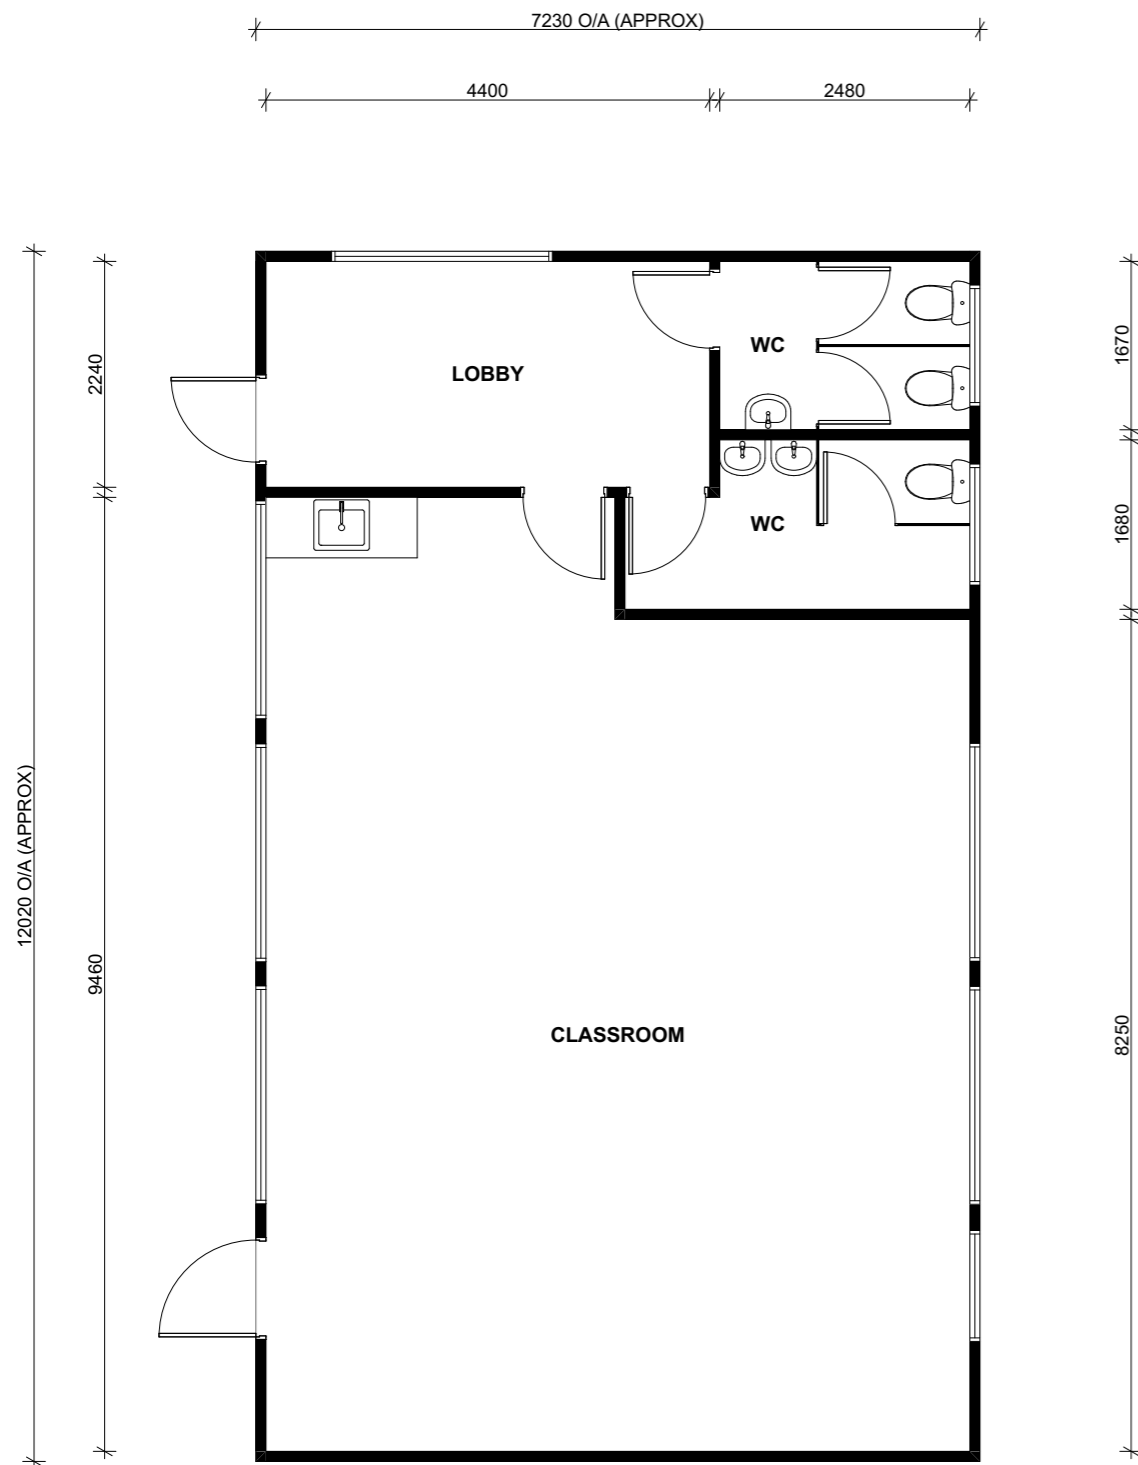 7230 O/A (APPROX)
4400
2480
2240
1670
WC
LOBBY
1680
WC
12020 O/A (APPROX)
9460
8250
CLASSROOM